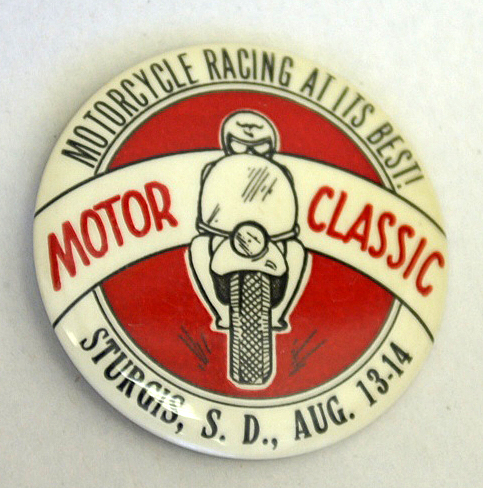 MOTORCYCLE RACING AT ITS BEST!
MOTOR CLASSIC
STURGIS, S. D., AUG. 13-14